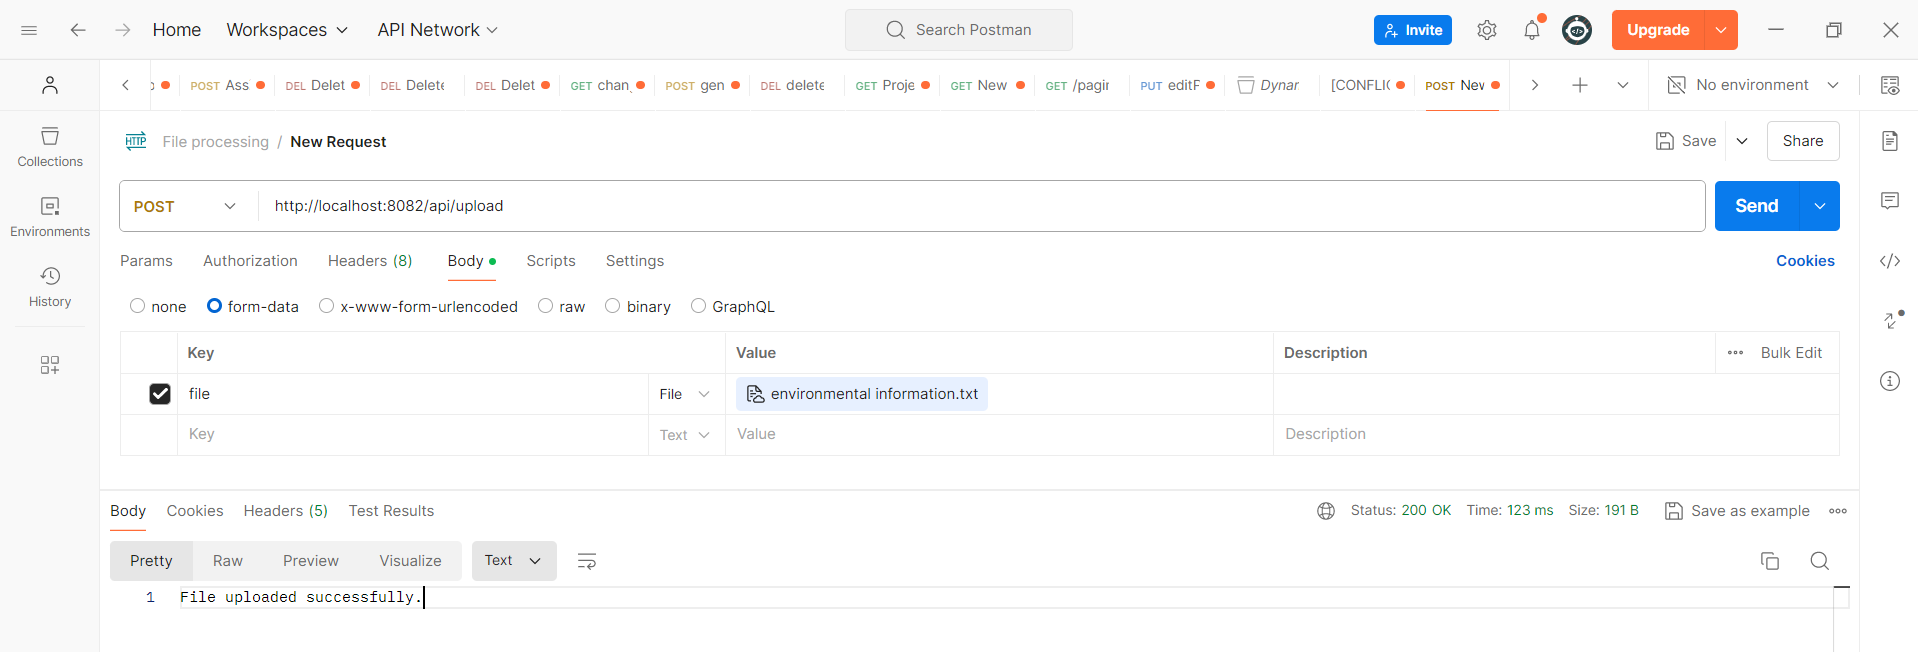 Home Workspaces API Network Search Postman Invite Upgrade
POST Ass DEL Delet DEL Delete DEL Delet GET chan POST gen DEL delete GET Proje GET New GET /pagir PUT editF Dynar [CONFLIC POST New No environment
HTTP File processing / New Request Save Share
Collections
POST http://localhost:8082/api/upload Send
Environments
Params Authorization Headers (8) Body Scripts Settings Cookies
History
none form-data x-www-form-urlencoded raw binary GraphQL
Key Value Description Bulk Edit
file File environmental information.txt
Key Text Value Description
Body Cookies Headers (5) Test Results Status: 200 OK Time: 123 ms Size: 191 B Save as example
Pretty Raw Preview Visualize Text
1 File uploaded successfully.